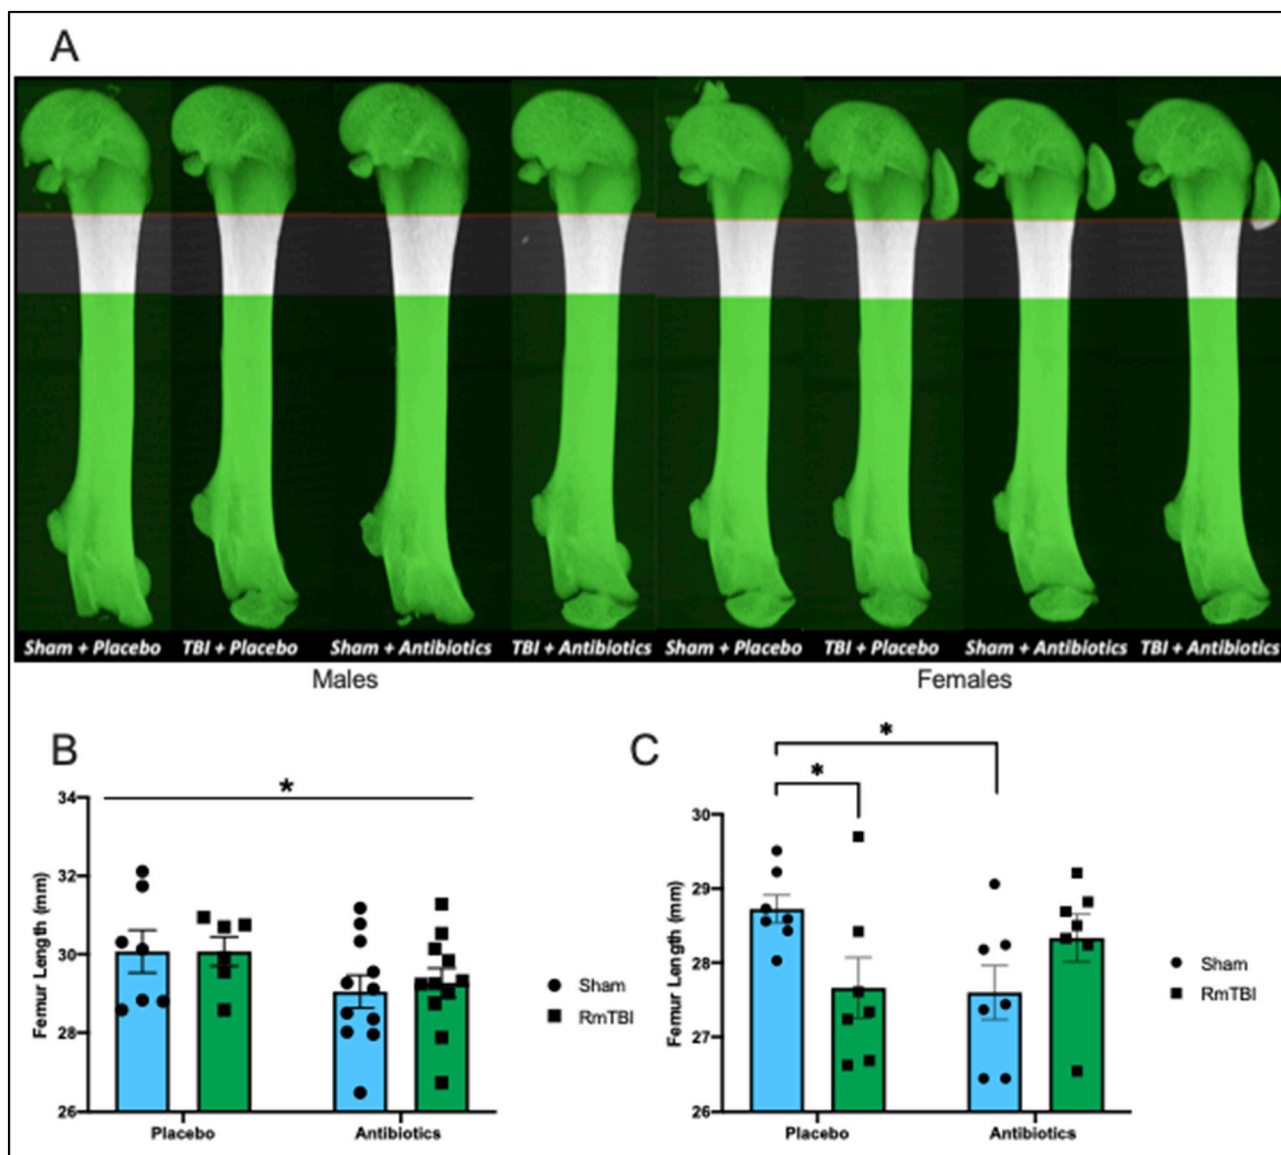 A
Sham + Placebo TBI + Placebo Sham + Antibiotics TBI + Antibiotics Sham + Placebo TBI + Placebo Sham + Antibiotics TBI + Antibiotics
Males Females
B
*
34
32
30
28
26
Femur Length (mm)
Placebo Antibiotics
Sham
RmTBI
C
*
*
30
29
28
27
26
Femur Length (mm)
Placebo Antibiotics
Sham
RmTBI